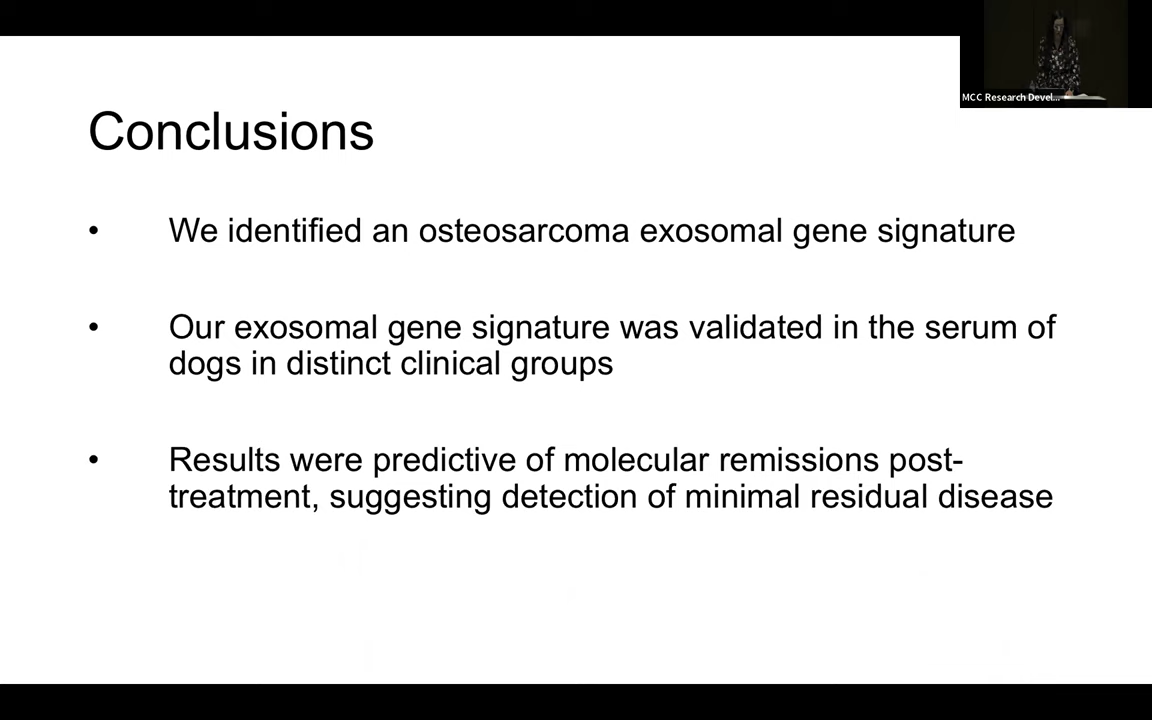 MCC Research Devel...
Conclusions
• We identified an osteosarcoma exosomal gene signature
• Our exosomal gene signature was validated in the serum of
dogs in distinct clinical groups
• Results were predictive of molecular remissions post-
treatment, suggesting detection of minimal residual disease